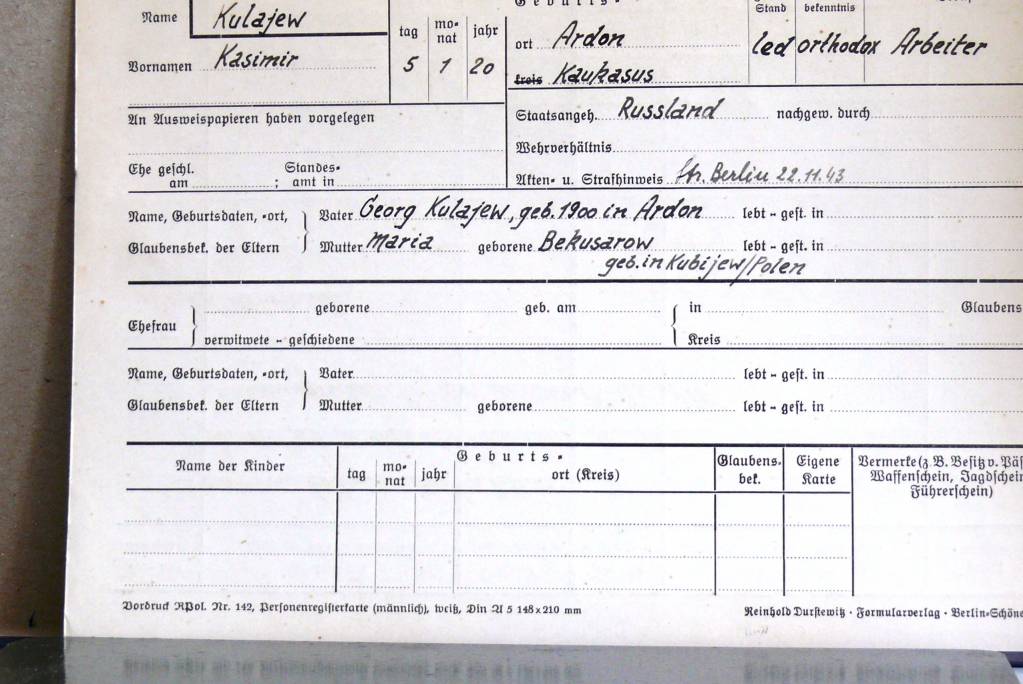 Name Kulajew
Geburts-
Stand bekenntnis
tag mo- nat jahr
ort Ardon
led orthodox Arbeiter
Vornamen Kasimir 5 1 20
kreis Kaukasus
An Ausweispapieren haben vorgelegen
Staatsangeh. Russland nachgew. durch
Wehrverhältnis
Ehe geschl. Standes-
am ; amt in
Akten- u. Strafhinweis Berlin 22.11.43
Name, Geburtsdaten, -ort, Vater Georg Kulajew, geb. 1900 in Ardon lebt - gest. in
Glaubensbek. der Eltern Mutter Maria geborene Bekusarow lebt - gest. in
geb. in Kubijew/Polen
geborene geb. am in Glaubens
Ehefrau
verwitwete - geschiedene Kreis
Name, Geburtsdaten, -ort, Vater lebt - gest. in
Glaubensbek. der Eltern Mutter geborene lebt - gest. in
Name der Kinder
Geburts-
tag mo- nat jahr ort (Kreis)
Glaubens-
bek.
Eigene
Karte
Vermerke (z. B. Besitz v. Päs
Waffenschein, Jagdschein
Führerschein)
Vordruck RPol. Nr. 142, Personenregisterkarte (männlich), weiß, Din A 5 148x210 mm
Reinhold Durstewitz · Formularverlag · Berlin-Schöne